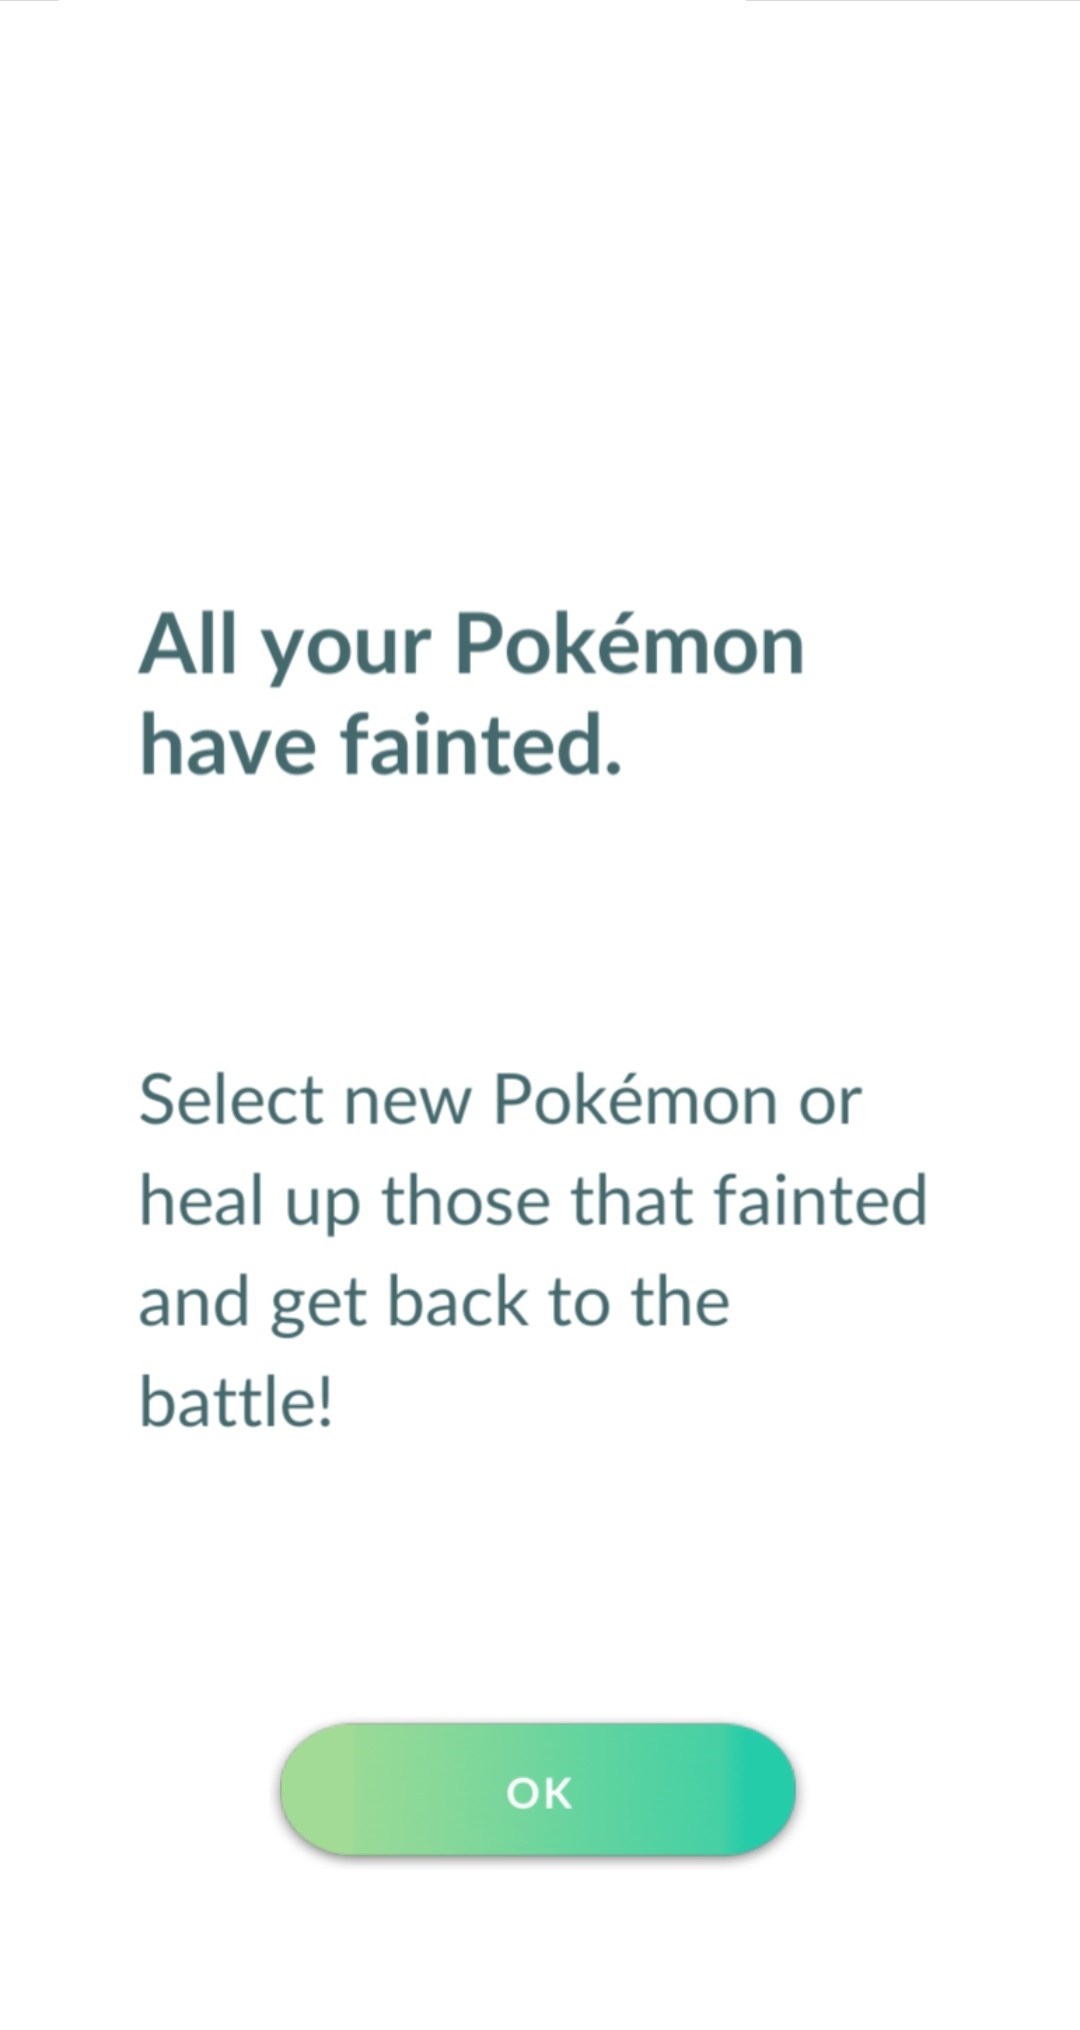 All your Pokémon
have fainted.
Select new Pokémon or
heal up those that fainted
and get back to the
battle!
OK